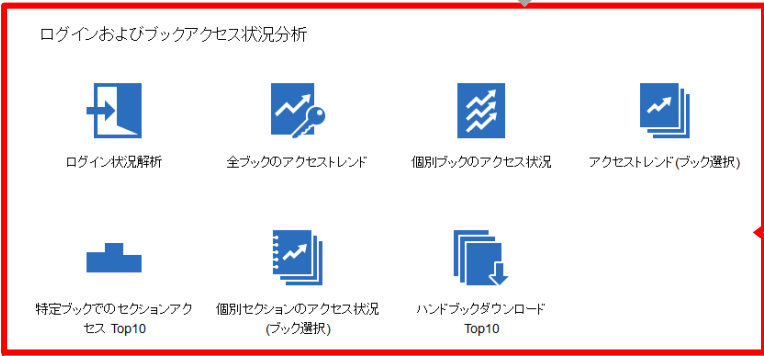 ログインおよびブックアクセス状況分析
ログイン状況解析
全ブックのアクセストレンド
個別ブックのアクセス状況
アクセストレンド(ブック選択)
特定ブックでのセクションアク
セス Top10
個別セクションのアクセス状況
(ブック選択)
ハンドブックダウンロード
Top10